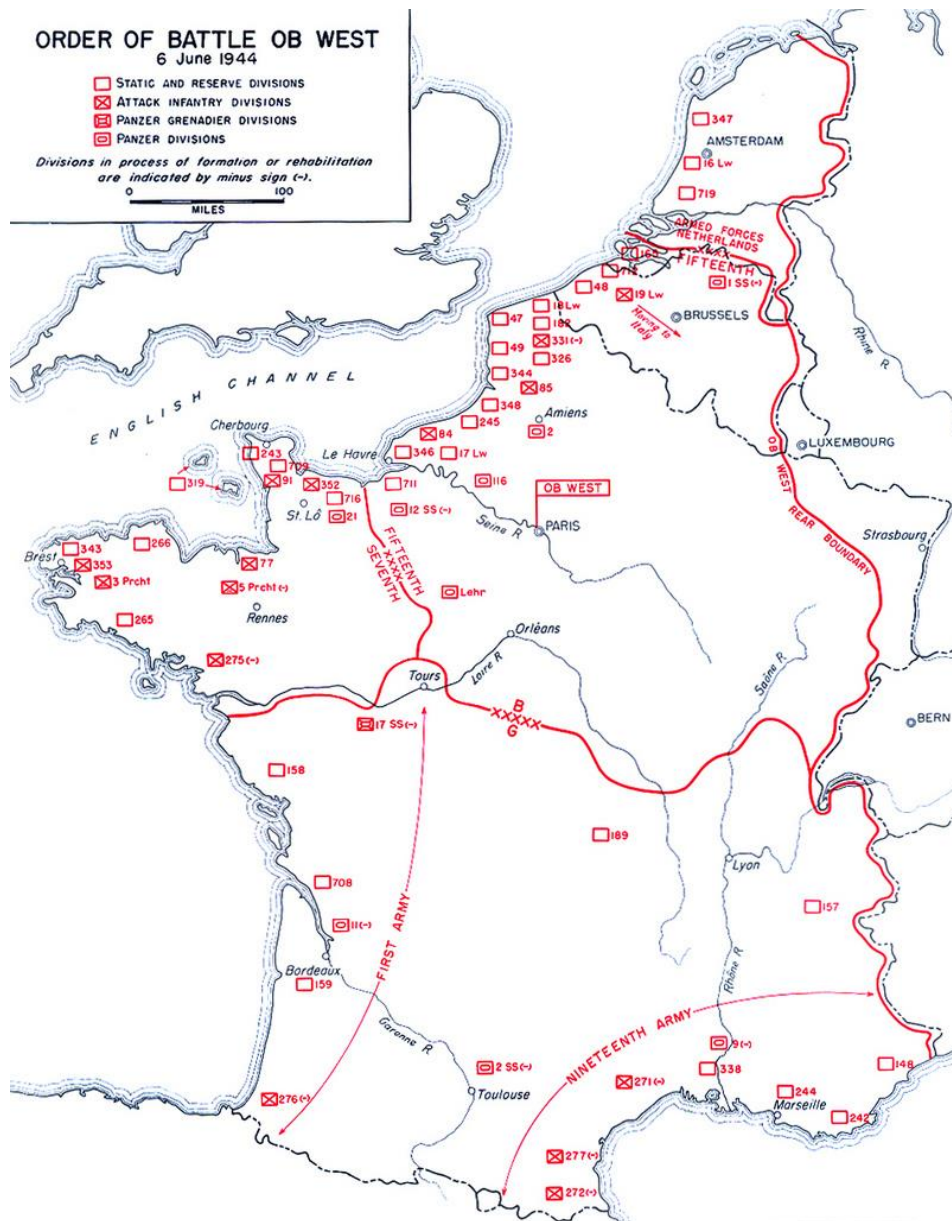 ORDER OF BATTLE OB WEST
6 June 1944
STATIC AND RESERVE DIVISIONS
ATTACK INFANTRY DIVISIONS
PANZER GRENADIER DIVISIONS
PANZER DIVISIONS
Divisions in process of formation or rehabilitation
are indicated by minus sign (-).
0 100
MILES
347
AMSTERDAM
16 Lw
719
ARMED FORCES
NETHERLANDS
XXXX
FIFTEENTH
165
712
48
19 Lw
1 SS (-)
Moving to
Italy
BRUSSELS
Rhine R
18 Lw
47
182
331(-)
49
326
344
85
348
245
Amiens
2
84
346
17 Lw
ENGLISH CHANNEL
Cherbourg
243
709
Le Havre
319
91
352
716
St. Lô
21
711
12 SS (-)
116
Seine R
OB WEST
PARIS
LUXEMBOURG
OB WEST REAR BOUNDARY
Strasbourg
343
266
Brest
353
3 Prcht
77
5 Prcht (-)
Rennes
265
275(-)
FIFTEENTH
XXXX
SEVENTH
Lehr
Orléans
Loire R
Tours
Saône R
BERN
B
XXXXX
G
17 SS (-)
158
189
Lyon
157
708
11(-)
Bordeaux
159
FIRST ARMY
Garonne R
Rhône R
NINETEENTH ARMY
9(-)
2 SS(-)
Toulouse
276(-)
271(-)
338
148
244
Marseille
242
277(-)
272(-)